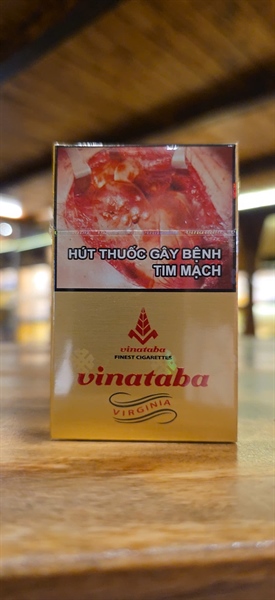 HÚT THUỐC GÂY BỆNH
TIM MẠCH
vinataba
FINEST CIGARETTES
vinataba
VIRGINIA